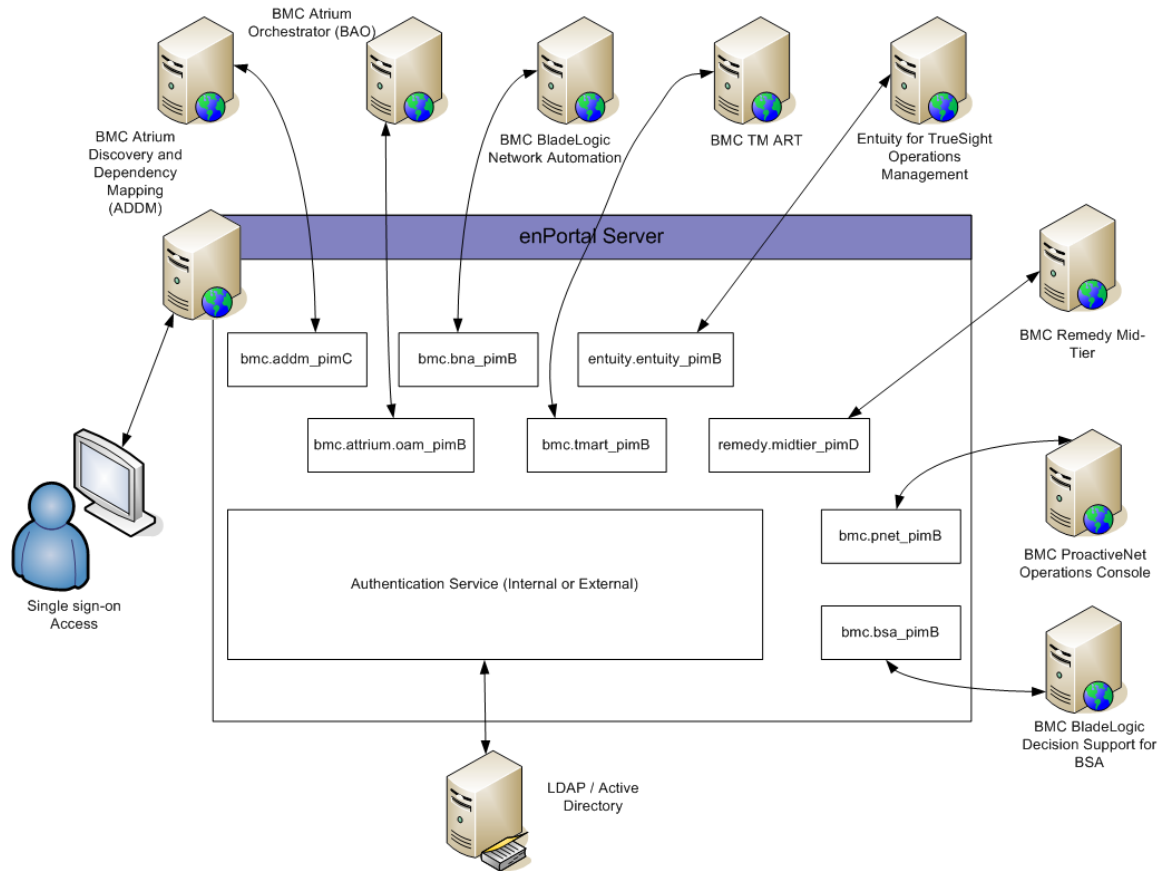 BMC Atrium
Orchestrator (BAO)
BMC Atrium
Discovery and
Dependency
Mapping
(ADDM)
BMC BladeLogic
Network Automation
BMC TM ART
Entuity for TrueSight
Operations
Management
enPortal Server
BMC Remedy Mid-
Tier
bmc.addm_pimC
bmc.bna_pimB
entuity.entuity_pimB
bmc.attrium.oam_pimB
bmc.tmart_pimB
remedy.midtier_pimD
bmc.pnet_pimB
BMC ProactiveNet
Operations Console
Authentication Service (Internal or External)
Single sign-on
Access
bmc.bsa_pimB
BMC BladeLogic
Decision Support for
BSA
LDAP / Active
Directory